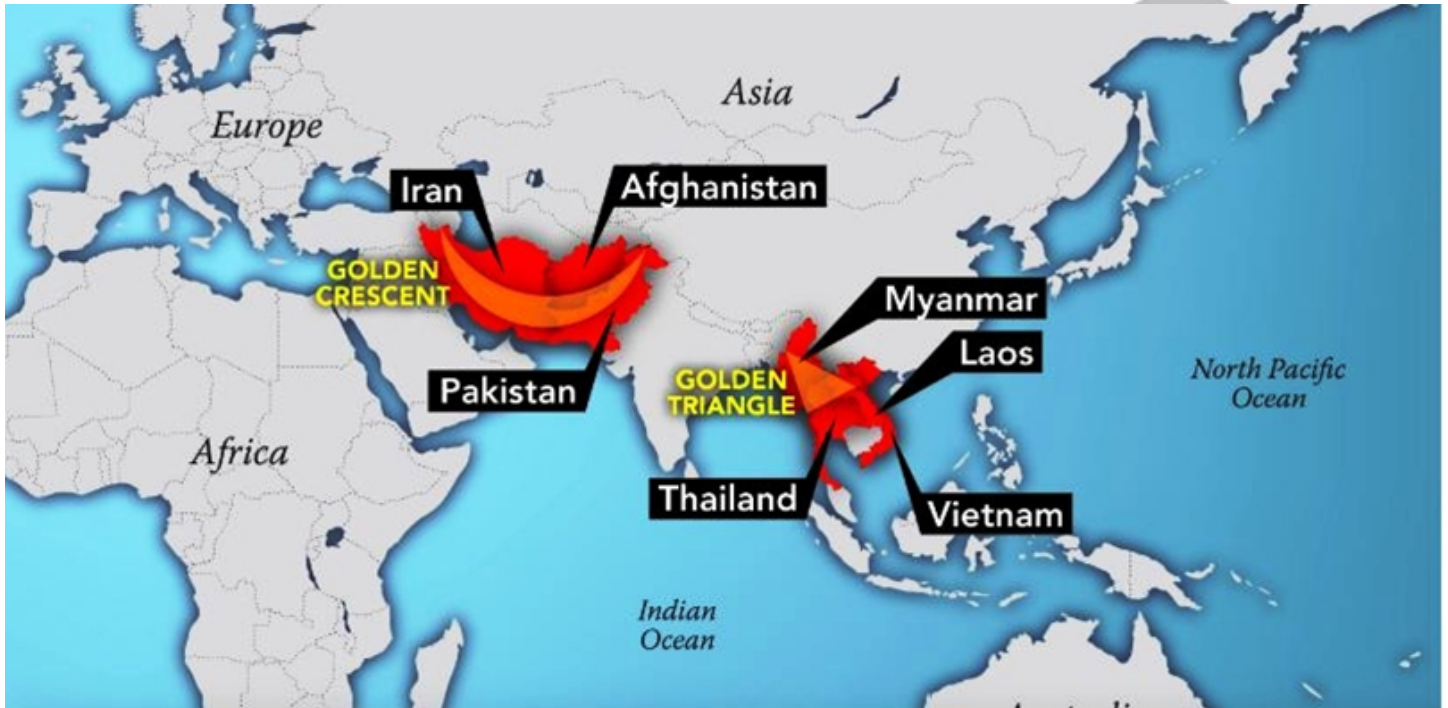 Asia
Europe
Iran
Afghanistan
GOLDEN
CRESCENT
Pakistan
Myanmar
Laos
GOLDEN
TRIANGLE
Thailand
Vietnam
Africa
North Pacific
Ocean
Indian
Ocean